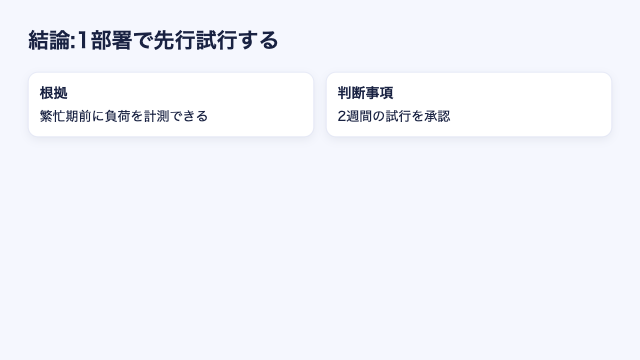 結論:1部署で先行試行する
根拠
繁忙期前に負荷を計測できる
判断事項
2週間の試行を承認